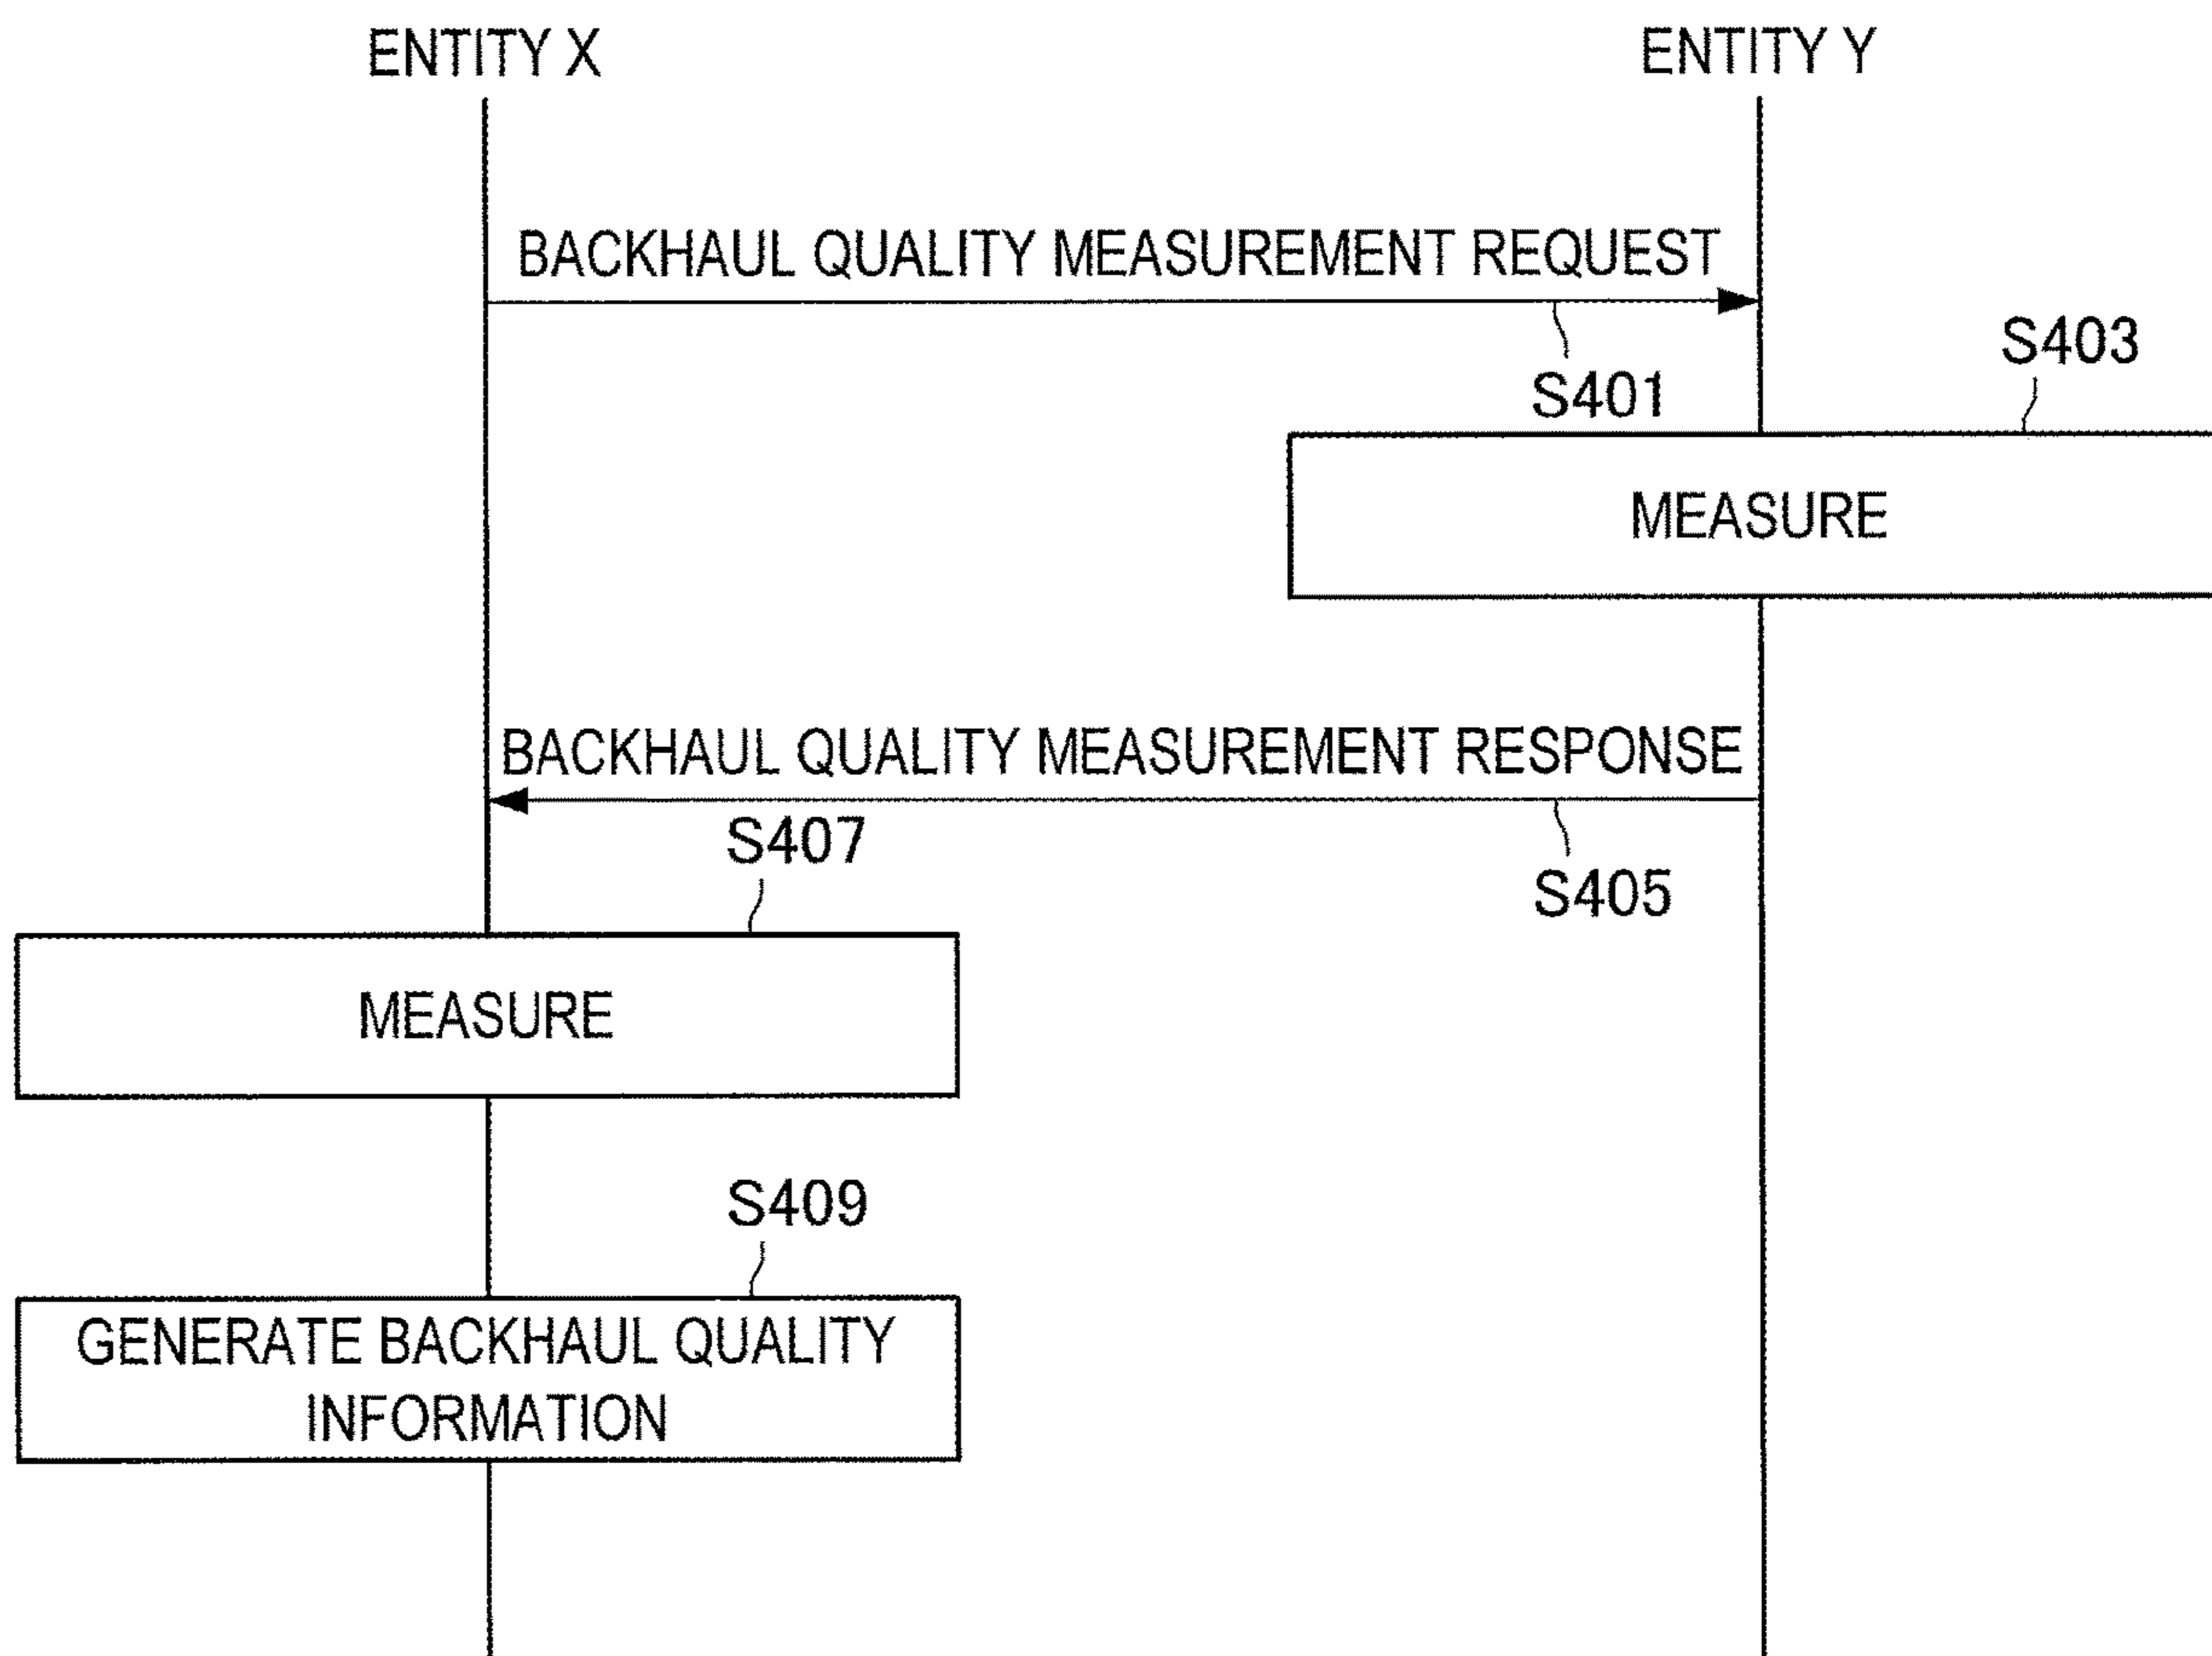 ENTITY X
ENTITY Y
BACKHAUL QUALITY MEASUREMENT REQUEST
S401
S403
MEASURE
BACKHAUL QUALITY MEASUREMENT RESPONSE
S405
S407
MEASURE
S409
GENERATE BACKHAUL QUALITY
INFORMATION